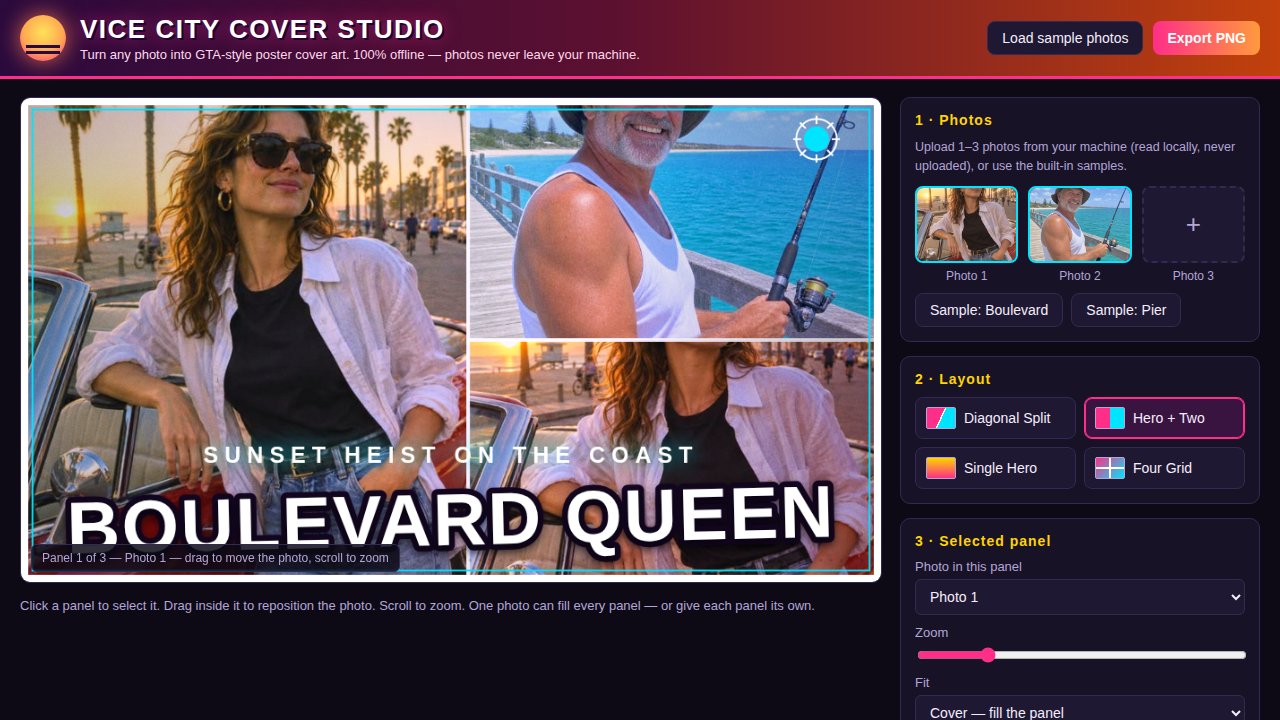 VICE CITY COVER STUDIO
Turn any photo into GTA-style poster cover art. 100% offline — photos never leave your machine.
Load sample photos
Export PNG
SUNSET HEIST ON THE COAST
BOULEVARD QUEEN
Panel 1 of 3 — Photo 1 — drag to move the photo, scroll to zoom
Click a panel to select it. Drag inside it to reposition the photo. Scroll to zoom. One photo can fill every panel — or give each panel its own.
1 · Photos
Upload 1–3 photos from your machine (read locally, never
uploaded), or use the built-in samples.
+
Photo 1
Photo 2
Photo 3
Sample: Boulevard
Sample: Pier
2 · Layout
Diagonal Split
Hero + Two
Single Hero
Four Grid
3 · Selected panel
Photo in this panel
Photo 1
Zoom
Fit
Cover — fill the panel